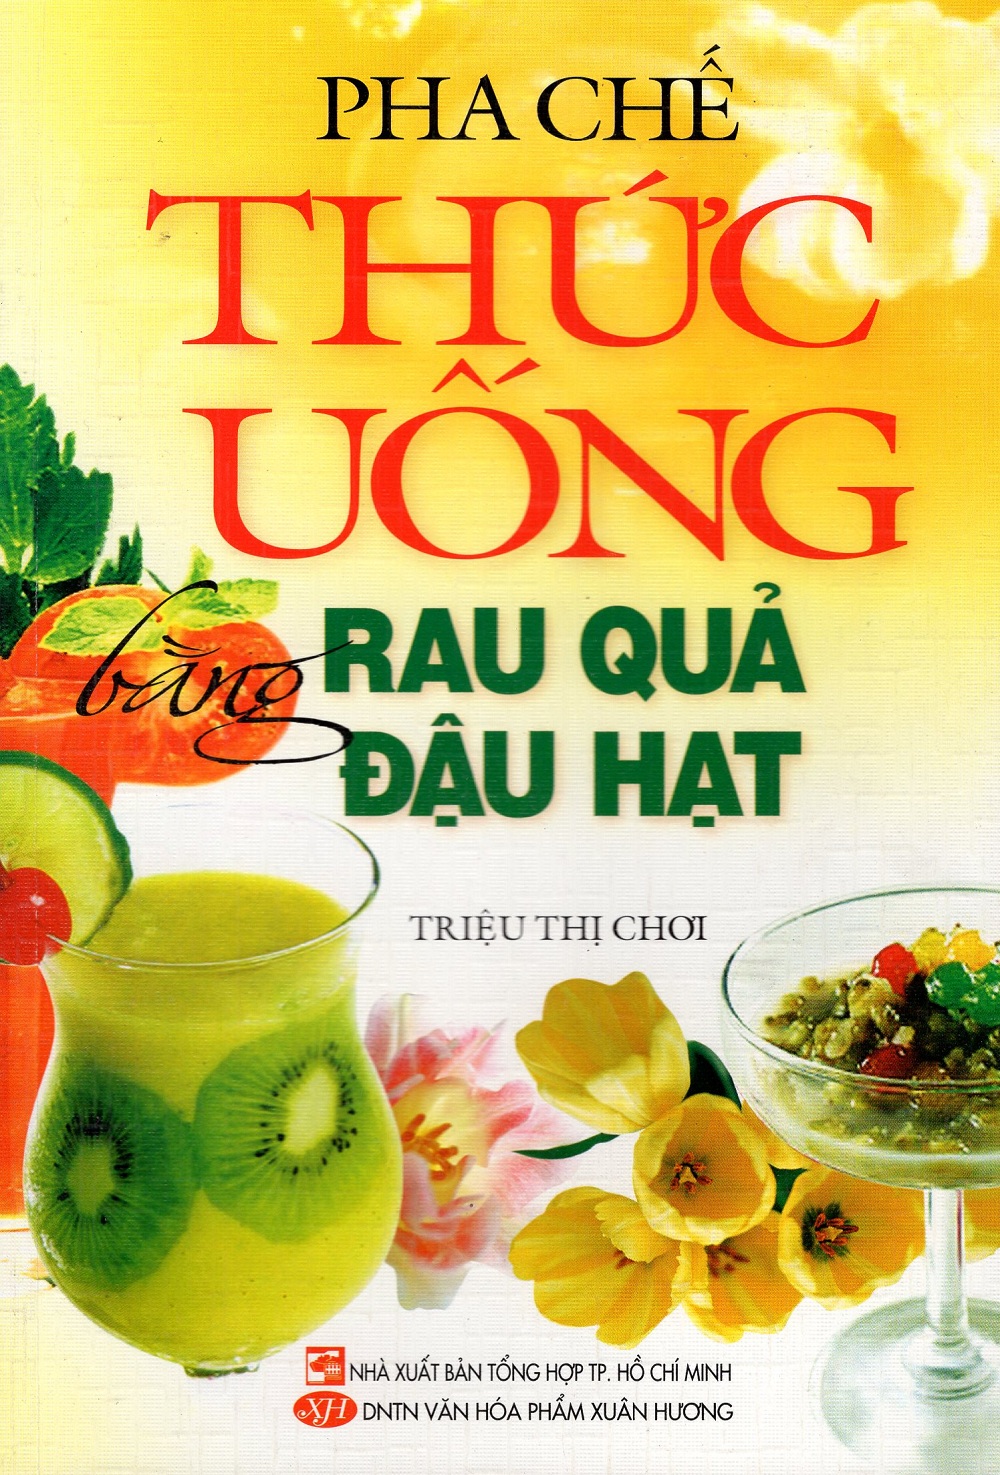 PHA CHẾ
THỨC
UỐNG
bằng RAU QUẢ
ĐẬU HẠT
TRIỆU THỊ CHƠI
NHÀ XUẤT BẢN TỔNG HỢP TP. HỒ CHÍ MINH
XH DNTN VĂN HÓA PHẨM XUÂN HƯƠNG